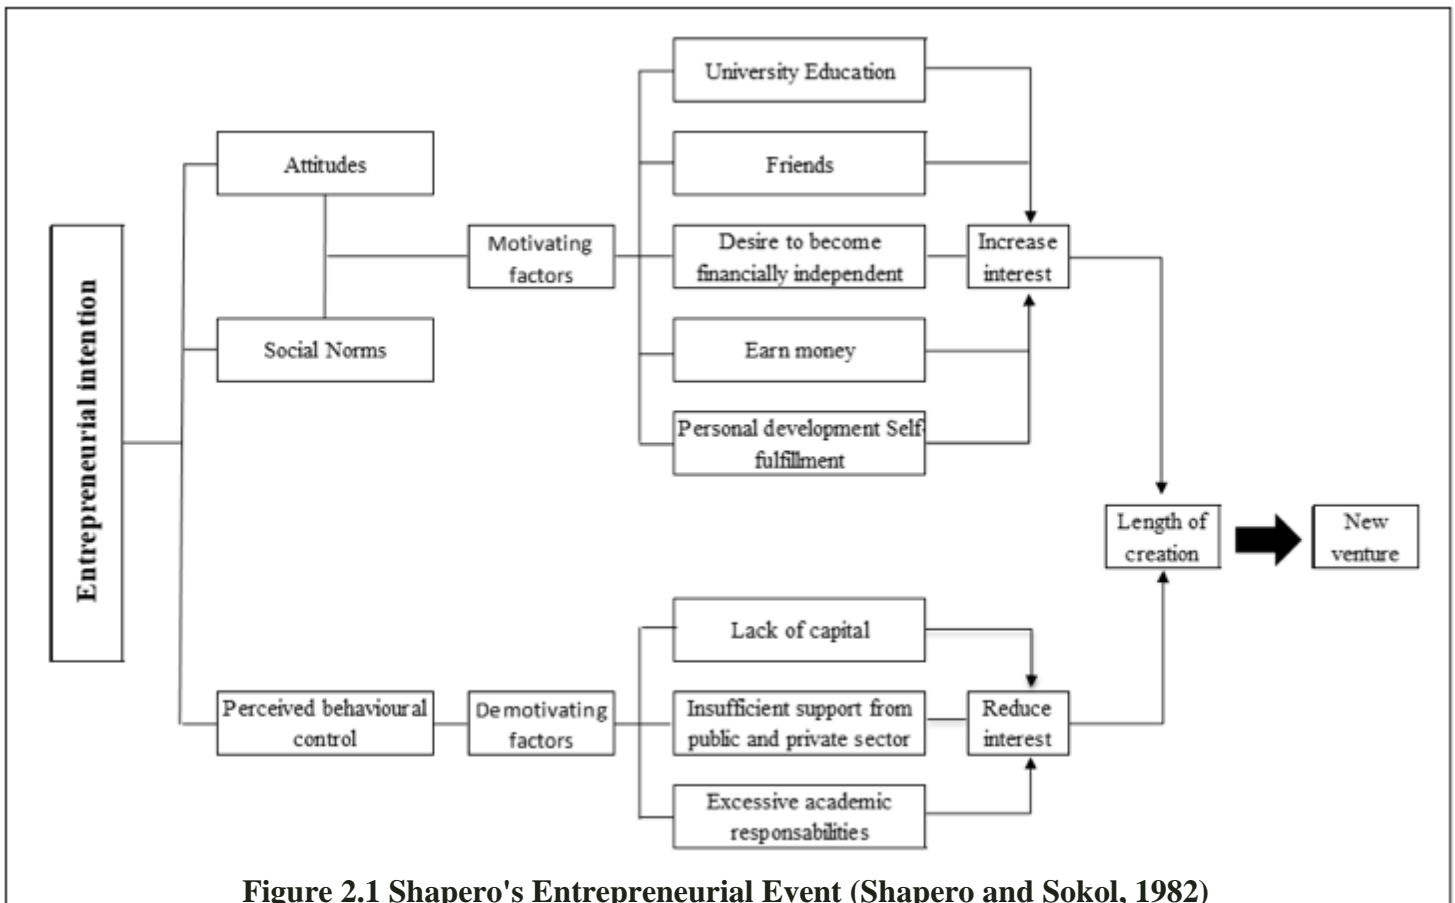 University Education
Attitudes
Friends
Motivating
factors
Desire to become
financially independent
Increase
interest
Entrepreneurial intention
Social Norms
Earn money
Personal development Self-
fulfillment
Length of
creation
New
venture
Lack of capital
Perceived behavioural
control
Demotivating
factors
Insufficient support from
public and private sector
Reduce
interest
Excessive academic
responsabilities
Figure 2.1 Shapero's Entrepreneurial Event (Shapero and Sokol, 1982)